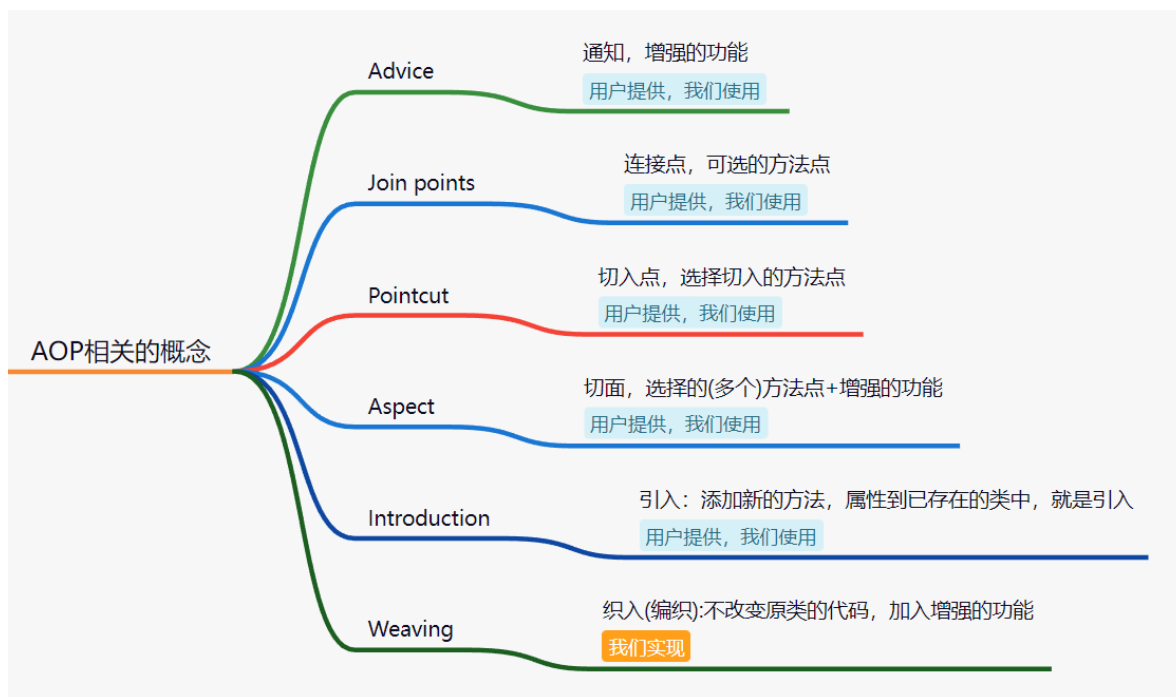 Advice
通知，增强的功能
用户提供，我们使用
Join points
连接点，可选的方法点
用户提供，我们使用
Pointcut
切入点，选择切入的方法点
用户提供，我们使用
AOP相关的概念
Aspect
切面，选择的(多个)方法点+增强的功能
用户提供，我们使用
Introduction
引入：添加新的方法，属性到已存在的类中，就是引入
用户提供，我们使用
Weaving
织入(编织):不改变原类的代码，加入增强的功能
我们实现